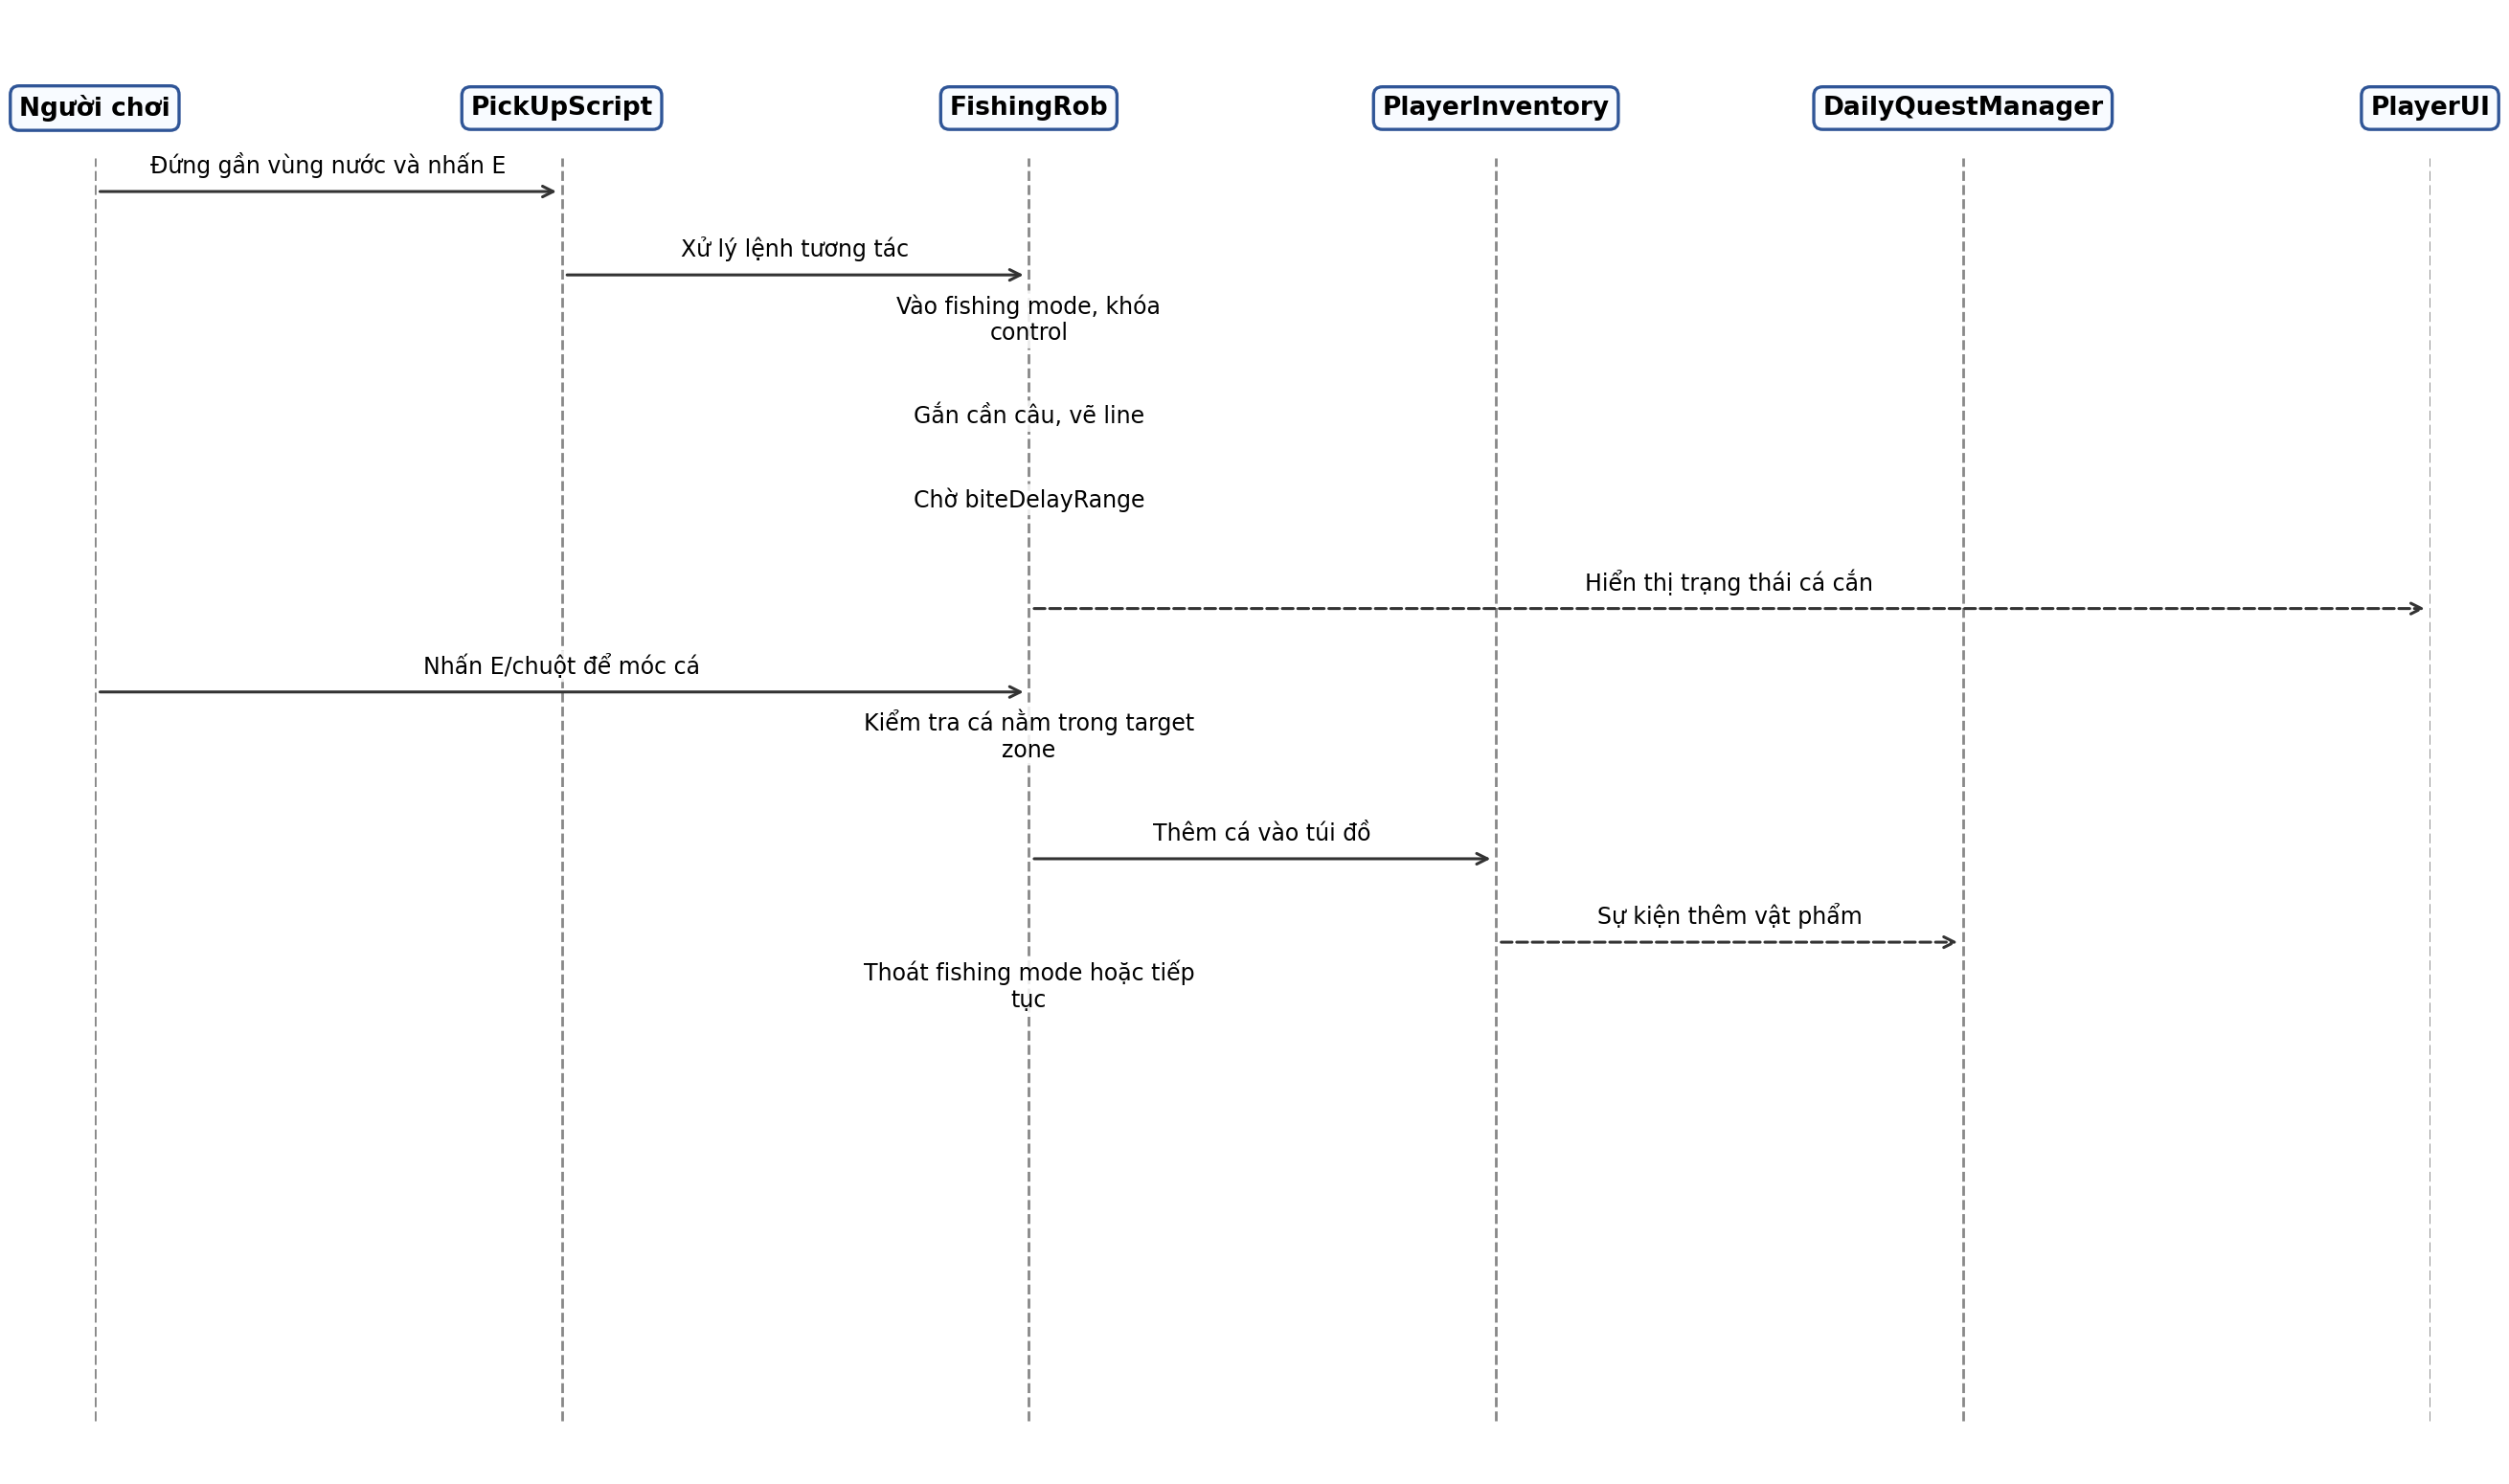 Người chơi
PickUpScript
FishingRob
PlayerInventory
DailyQuestManager
PlayerUI
Đứng gần vùng nước và nhấn E
Xử lý lệnh tương tác
Vào fishing mode, khóa
control
Gắn cần câu, vẽ line
Chờ biteDelayRange
Hiển thị trạng thái cá cắn
Nhấn E/chuột để móc cá
Kiểm tra cá nằm trong target
zone
Thêm cá vào túi đồ
Sự kiện thêm vật phẩm
Thoát fishing mode hoặc tiếp
tục